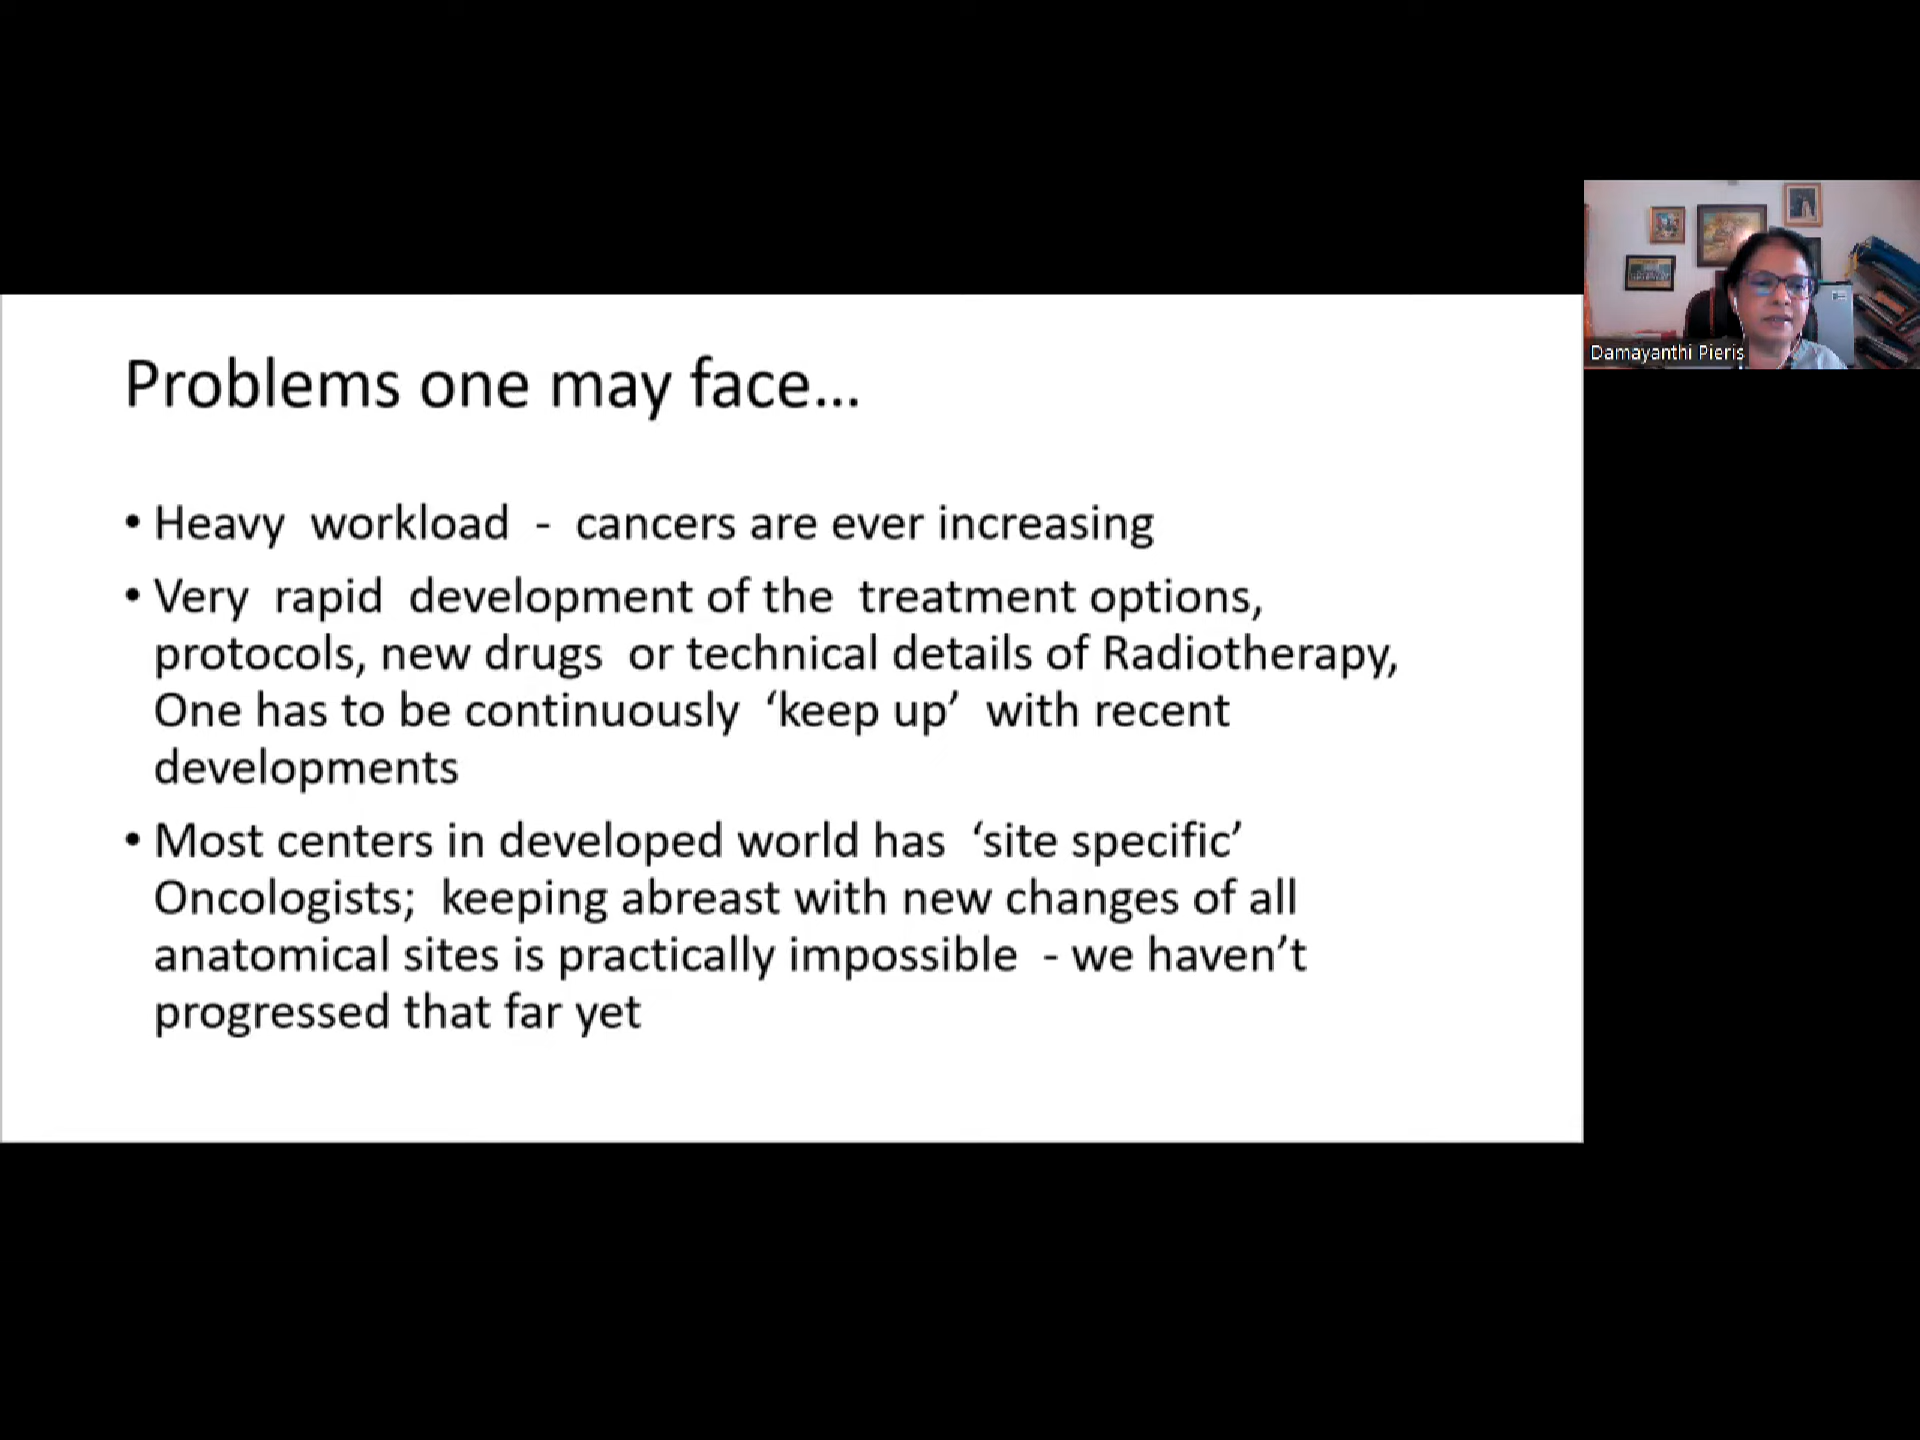 Problems one may face...
• Heavy workload - cancers are ever increasing
• Very rapid development of the treatment options,
protocols, new drugs or technical details of Radiotherapy,
One has to be continuously ‘keep up’ with recent
developments
• Most centers in developed world has ‘site specific’
Oncologists; keeping abreast with new changes of all
anatomical sites is practically impossible - we haven’t
progressed that far yet
Damayanthi Pieris